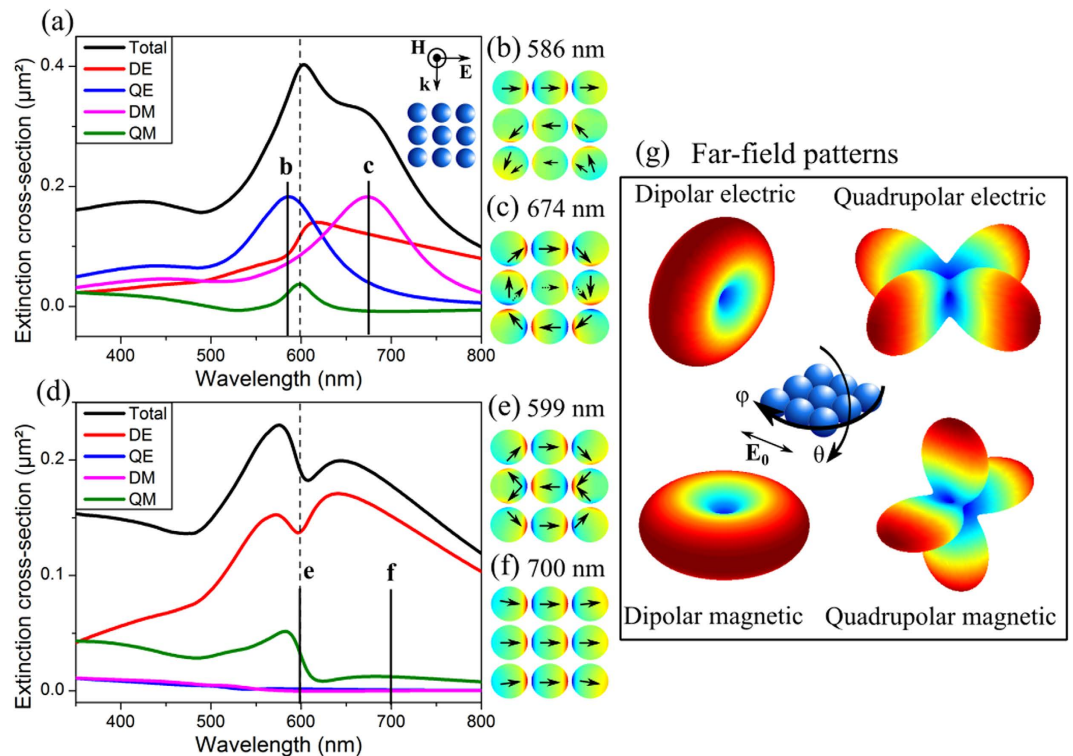 (a)
Extinction cross-section (µm²)
0.4
0.2
0.0
Total
DE
QE
DM
QM
H
E
k
b
c
400 500 600 700 800
Wavelength (nm)
(b) 586 nm
(c) 674 nm
(d)
Extinction cross-section (µm²)
0.2
0.1
0.0
Total
DE
QE
DM
QM
e
f
400 500 600 700 800
Wavelength (nm)
(e) 599 nm
(f) 700 nm
(g) Far-field patterns
Dipolar electric
Quadrupolar electric
φ
E₀
θ
Dipolar magnetic
Quadrupolar magnetic